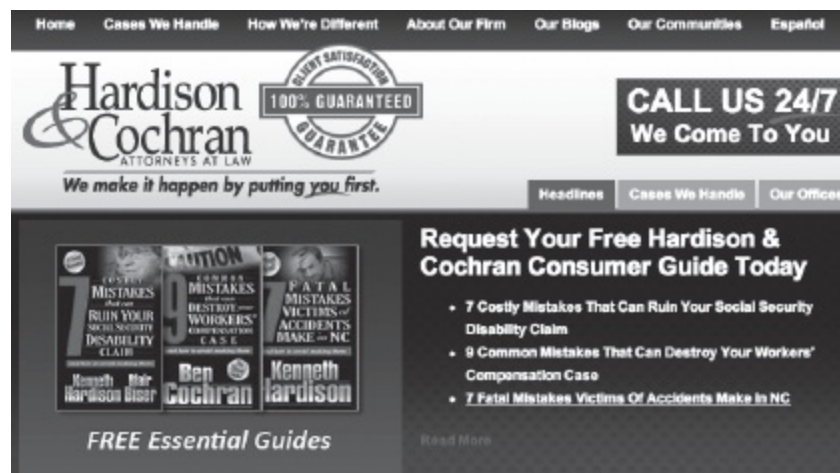 Home Cases We Handle How We're Different About Our Firm Our Blogs Our Communities Español
Hardison
& Cochran
ATTORNEYS AT LAW
We make it happen by putting you first.
CLIENT SATISFACTION
100% GUARANTEED
GUARANTEE
CALL US 24/7
We Come To You
Headlines Cases We Handle Our Offices
7 COSTLY
MISTAKES
that can
RUIN YOUR
SOCIAL SECURITY
DISABILITY
CLAIM
Kenneth Hardison
Blair Biser
CAUTION
9 COMMON
MISTAKES
that can
DESTROY YOUR
WORKERS'
COMPENSATION
CASE
Ben
Cochran
7 FATAL
MISTAKES
VICTIMS of
ACCIDENTS
MAKE in NC
Kenneth
Hardison
FREE Essential Guides
Request Your Free Hardison &
Cochran Consumer Guide Today
• 7 Costly Mistakes That Can Ruin Your Social Security
Disability Claim
• 9 Common Mistakes That Can Destroy Your Workers'
Compensation Case
• 7 Fatal Mistakes Victims Of Accidents Make In NC
Read More